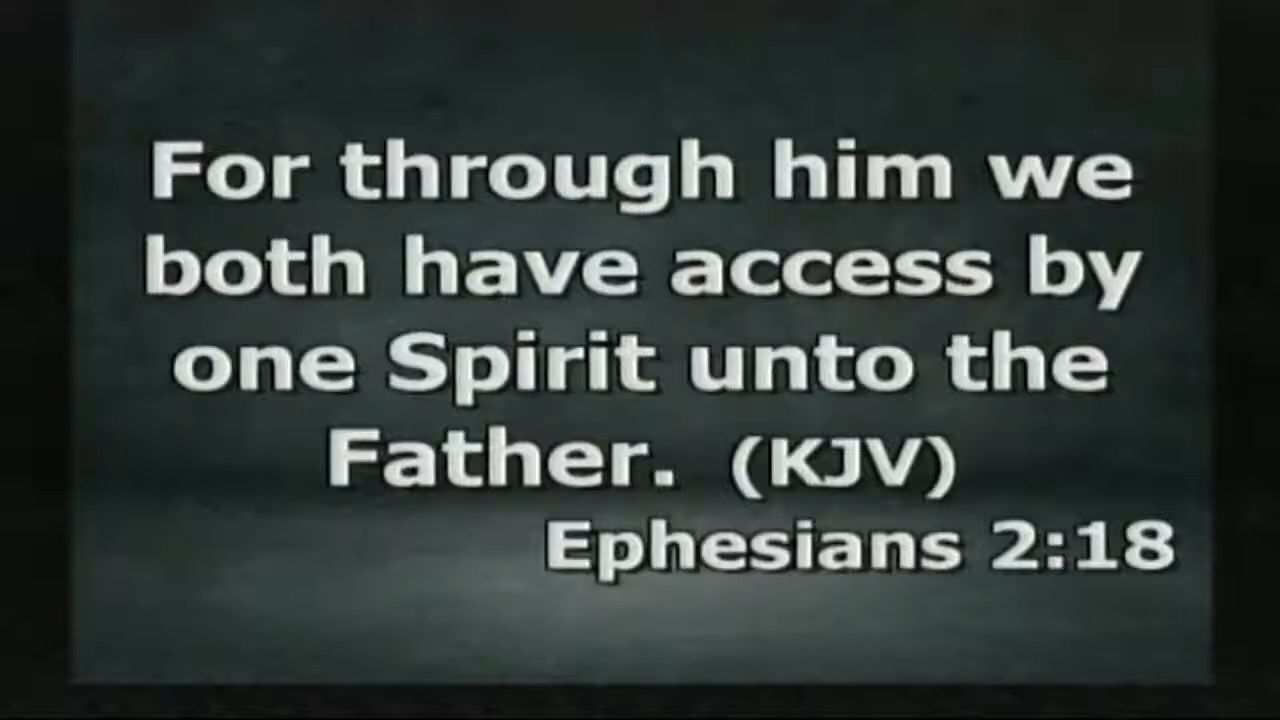 For through him we
both have access by
one Spirit unto the
Father.  (KJV)
Ephesians 2:18